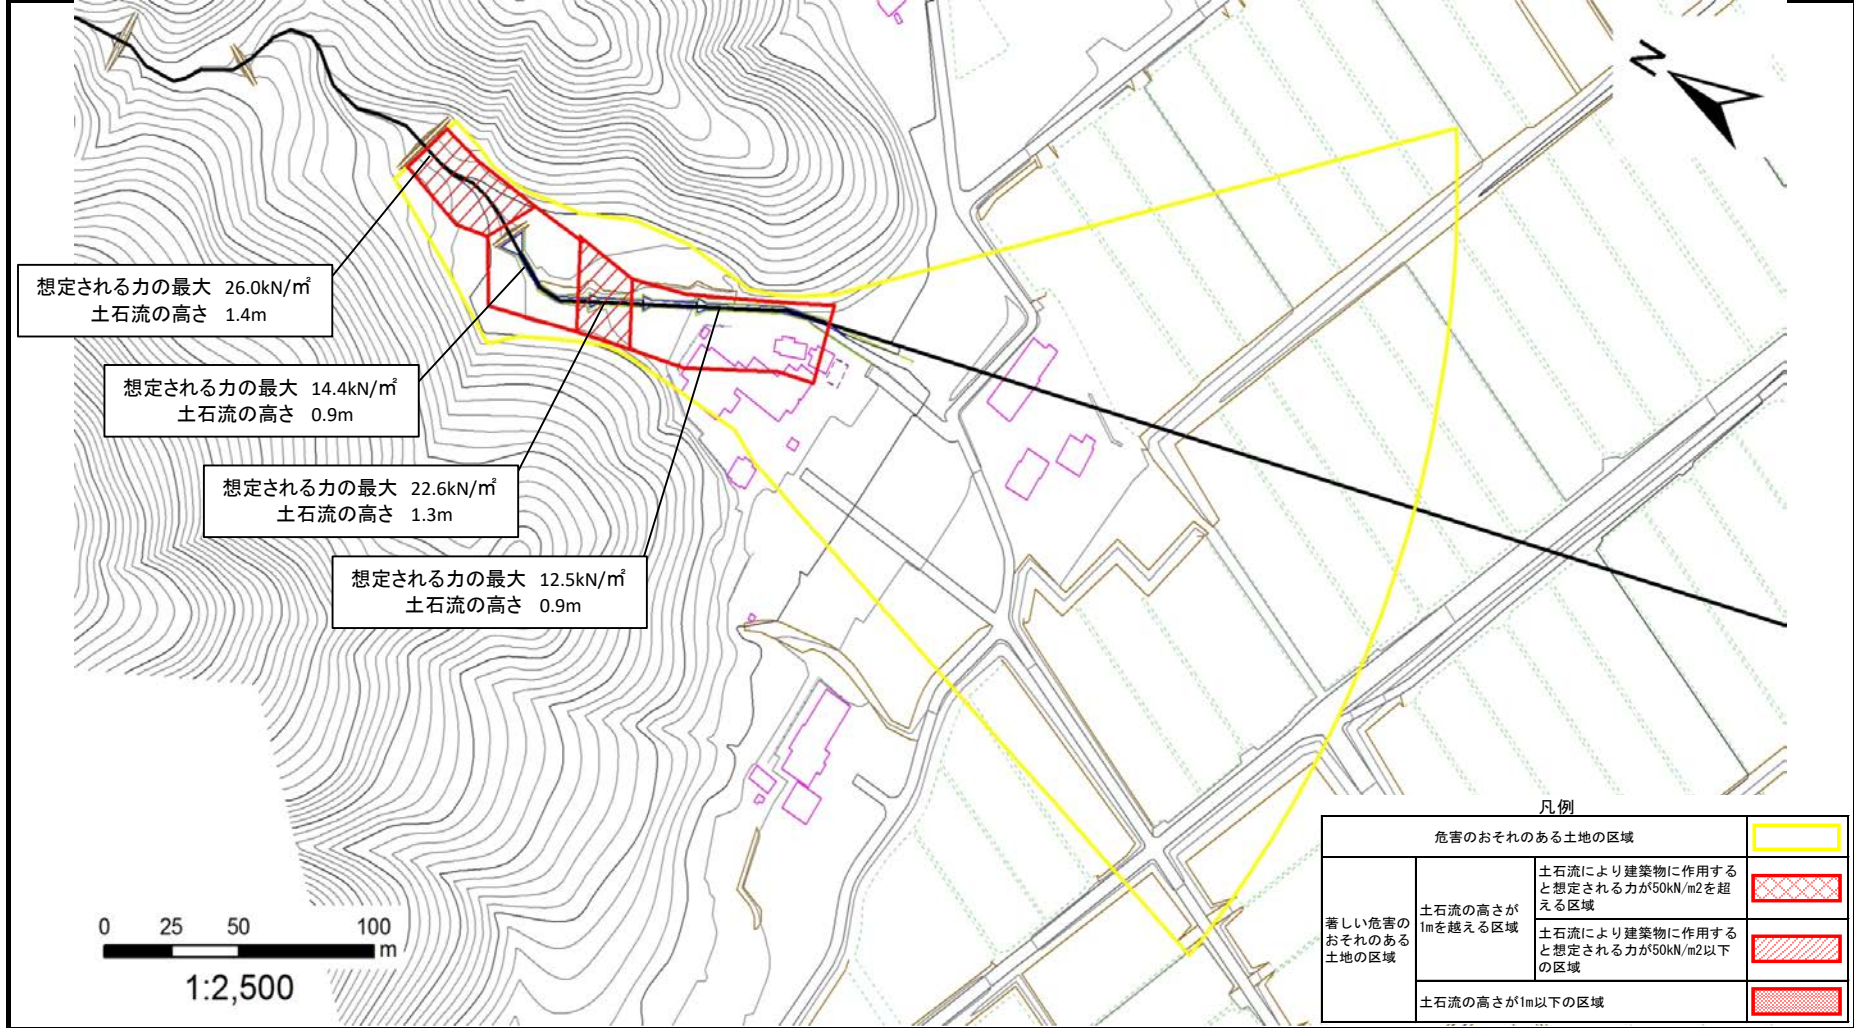 N
想定される力の最大 26.0kN/㎡
土石流の高さ 1.4m
想定される力の最大 14.4kN/㎡
土石流の高さ 0.9m
想定される力の最大 22.6kN/㎡
土石流の高さ 1.3m
想定される力の最大 12.5kN/㎡
土石流の高さ 0.9m
0 25 50 100
m
1:2,500
凡例
危害のおそれのある土地の区域
著しい危害の
おそれのある
土地の区域
土石流の高さが
1mを越える区域
土石流により建築物に作用する
と想定される力が50kN/m2を超
える区域
土石流により建築物に作用する
と想定される力が50kN/m2以下
の区域
土石流の高さが1m以下の区域